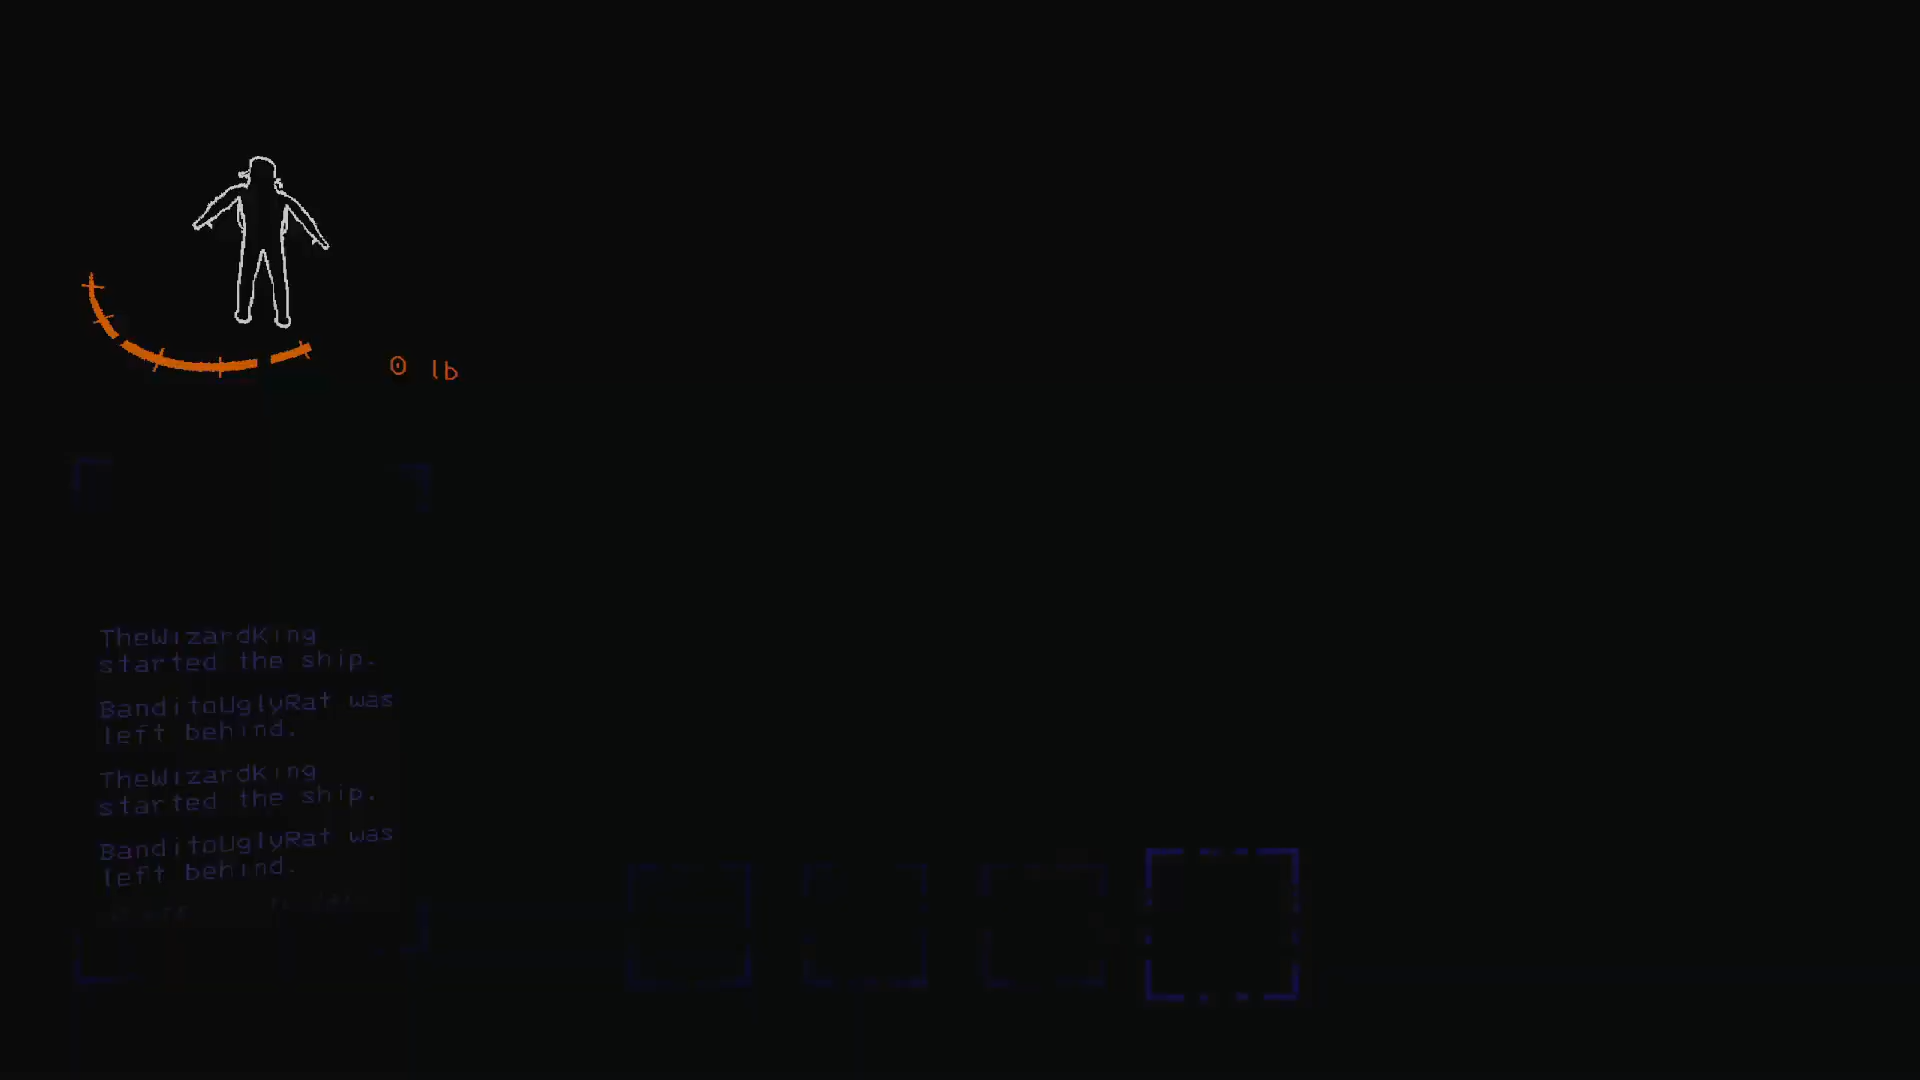 0 lb
TheWizardKing
started the ship.
BanditoUglyRat was
left behind.
TheWizardKing
started the ship.
BanditoUglyRat was
left behind.